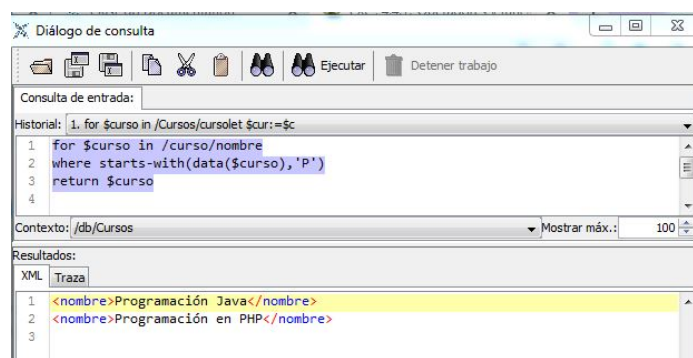 Diálogo de consulta
Ejecutar Detener trabajo
Consulta de entrada:
Historial: 1. for $curso in /Cursos/cursolet $cur:=$c
1 for $curso in /curso/nombre
2 where starts-with(data($curso),'P')
3 return $curso
4
Contexto: /db/Cursos Mostrar máx.: 100
Resultados:
XML Traza
1 <nombre>Programación Java</nombre>
2 <nombre>Programación en PHP</nombre>
3